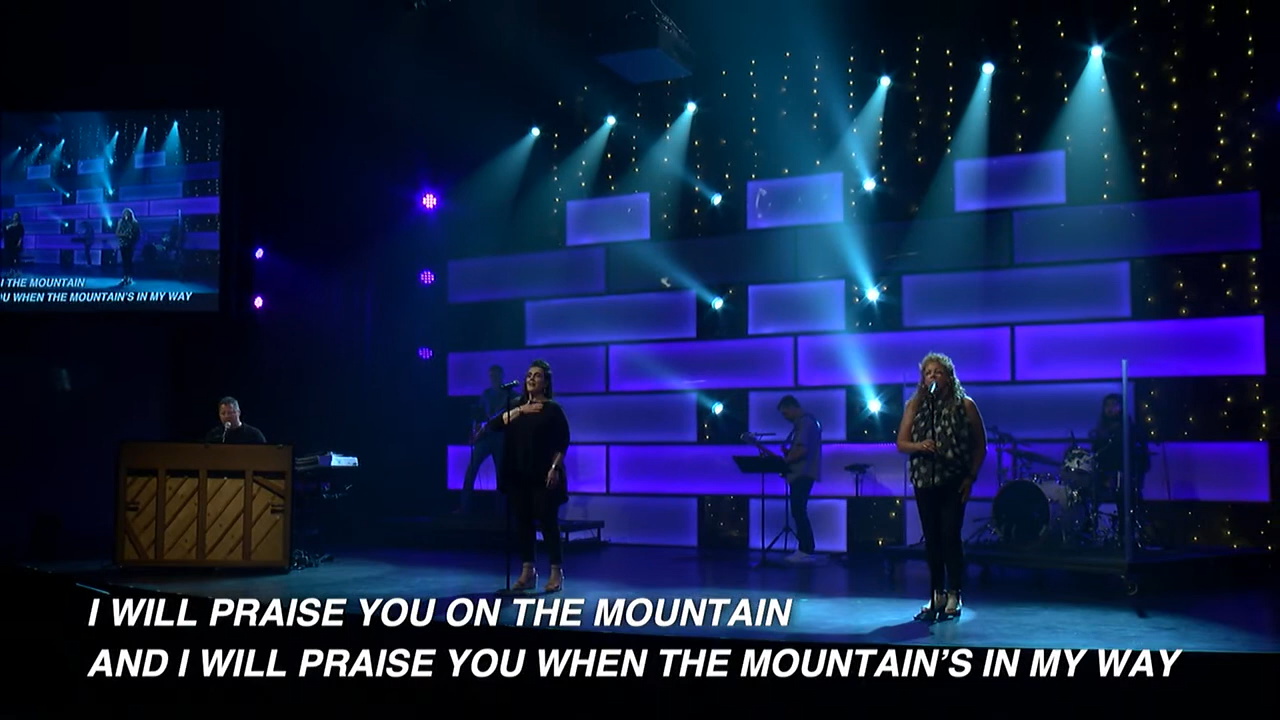 I THE MOUNTAIN
U WHEN THE MOUNTAIN'S IN MY WAY
I WILL PRAISE YOU ON THE MOUNTAIN
AND I WILL PRAISE YOU WHEN THE MOUNTAIN’S IN MY WAY